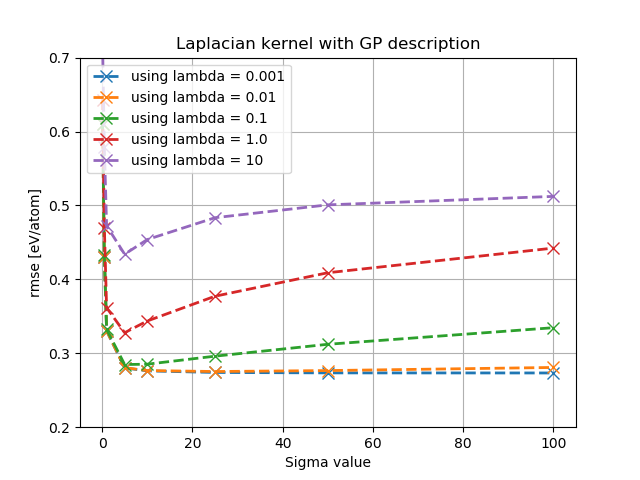 Laplacian kernel with GP description
using lambda = 0.001
using lambda = 0.01
using lambda = 0.1
using lambda = 1.0
using lambda = 10
rmse [eV/atom]
0.7
0.6
0.5
0.4
0.3
0.2
0 20 40 60 80 100
Sigma value